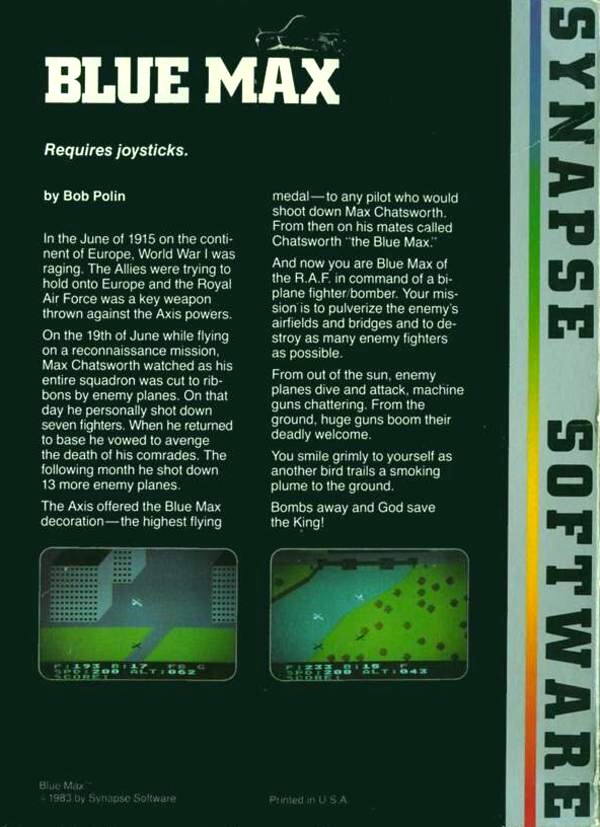 BLUE MAX
Requires joysticks.
by Bob Polin
In the June of 1915 on the conti-
nent of Europe, World War I was
raging. The Allies were trying to
hold onto Europe and the Royal
Air Force was a key weapon
thrown against the Axis powers.
On the 19th of June while flying
on a reconnaissance mission,
Max Chatsworth watched as his
entire squadron was cut to rib-
bons by enemy planes. On that
day he personally shot down
seven fighters. When he returned
to base he vowed to avenge
the death of his comrades. The
following month he shot down
13 more enemy planes.
The Axis offered the Blue Max
decoration—the highest flying
medal—to any pilot who would
shoot down Max Chatsworth.
From then on his mates called
Chatsworth "the Blue Max."
And now you are Blue Max of
the R.A.F. in command of a bi-
plane fighter/bomber. Your mis-
sion is to pulverize the enemy's
airfields and bridges and to de-
stroy as many enemy fighters
as possible.
From out of the sun, enemy
planes dive and attack, machine
guns chattering. From the
ground, huge guns boom their
deadly welcome.
You smile grimly to yourself as
another bird trails a smoking
plume to the ground.
Bombs away and God save
the King!
F:193 B:17 FB G
SPD:200 ALT:062
SCORE:
F:233 B:15 F
SPD:200 ALT:043
SCORE:
Blue Max™
© 1983 by Synapse Software
Printed in U.S.A.
SYNAPSE SOFTWARE